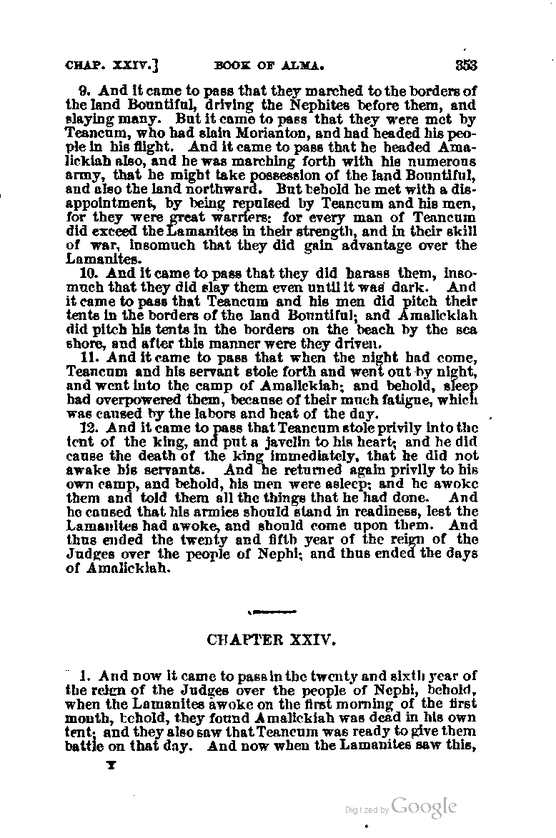 CHAP. XXIV.] BOOK OF ALMA. 353
9. And it came to pass that they marched to the borders of
the land Bountiful, driving the Nephites before them, and
slaying many. But it came to pass that they were met by
Teancum, who had slain Morianton, and had headed his peo-
ple in his flight. And it came to pass that he headed Ama-
lickiah also, and he was marching forth with his numerous
army, that he might take possession of the land Bountiful,
and also the land northward. But behold he met with a dis-
appointment, by being repulsed by Teancum and his men,
for they were great warriers: for every man of Teancum
did exceed the Lamanites in their strength, and in their skill
of war, insomuch that they did gain advantage over the
Lamanites.
10. And it came to pass that they did harass them, inso-
much that they did slay them even until it was dark. And
it came to pass that Teancum and his men did pitch their
tents in the borders of the land Bountiful; and Amalickiah
did pitch his tents in the borders on the beach by the sea
shore, and after this manner were they driven.
11. And it came to pass that when the night had come,
Teancum and his servant stole forth and went out by night,
and went into the camp of Amalickiah; and behold, sleep
had overpowered them, because of their much fatigue, which
was caused by the labors and heat of the day.
12. And it came to pass that Teancum stole privily into the
tent of the king, and put a javelin to his heart; and he did
cause the death of the king immediately, that he did not
awake his servants. And he returned again privily to his
own camp, and behold, his men were asleep; and he awoke
them and told them all the things that he had done. And
he caused that his armies should stand in readiness, lest the
Lamanites had awoke, and should come upon them. And
thus ended the twenty and fifth year of the reign of the
Judges over the people of Nephi; and thus ended the days
of Amalickiah.
CHAPTER XXIV.
1. And now it came to pass in the twenty and sixth year of
the reign of the Judges over the people of Nephi, behold,
when the Lamanites awoke on the first morning of the first
month, behold, they found Amalickiah was dead in his own
tent; and they also saw that Teancum was ready to give them
battle on that day. And now when the Lamanites saw this,
Y
Digitized by Google